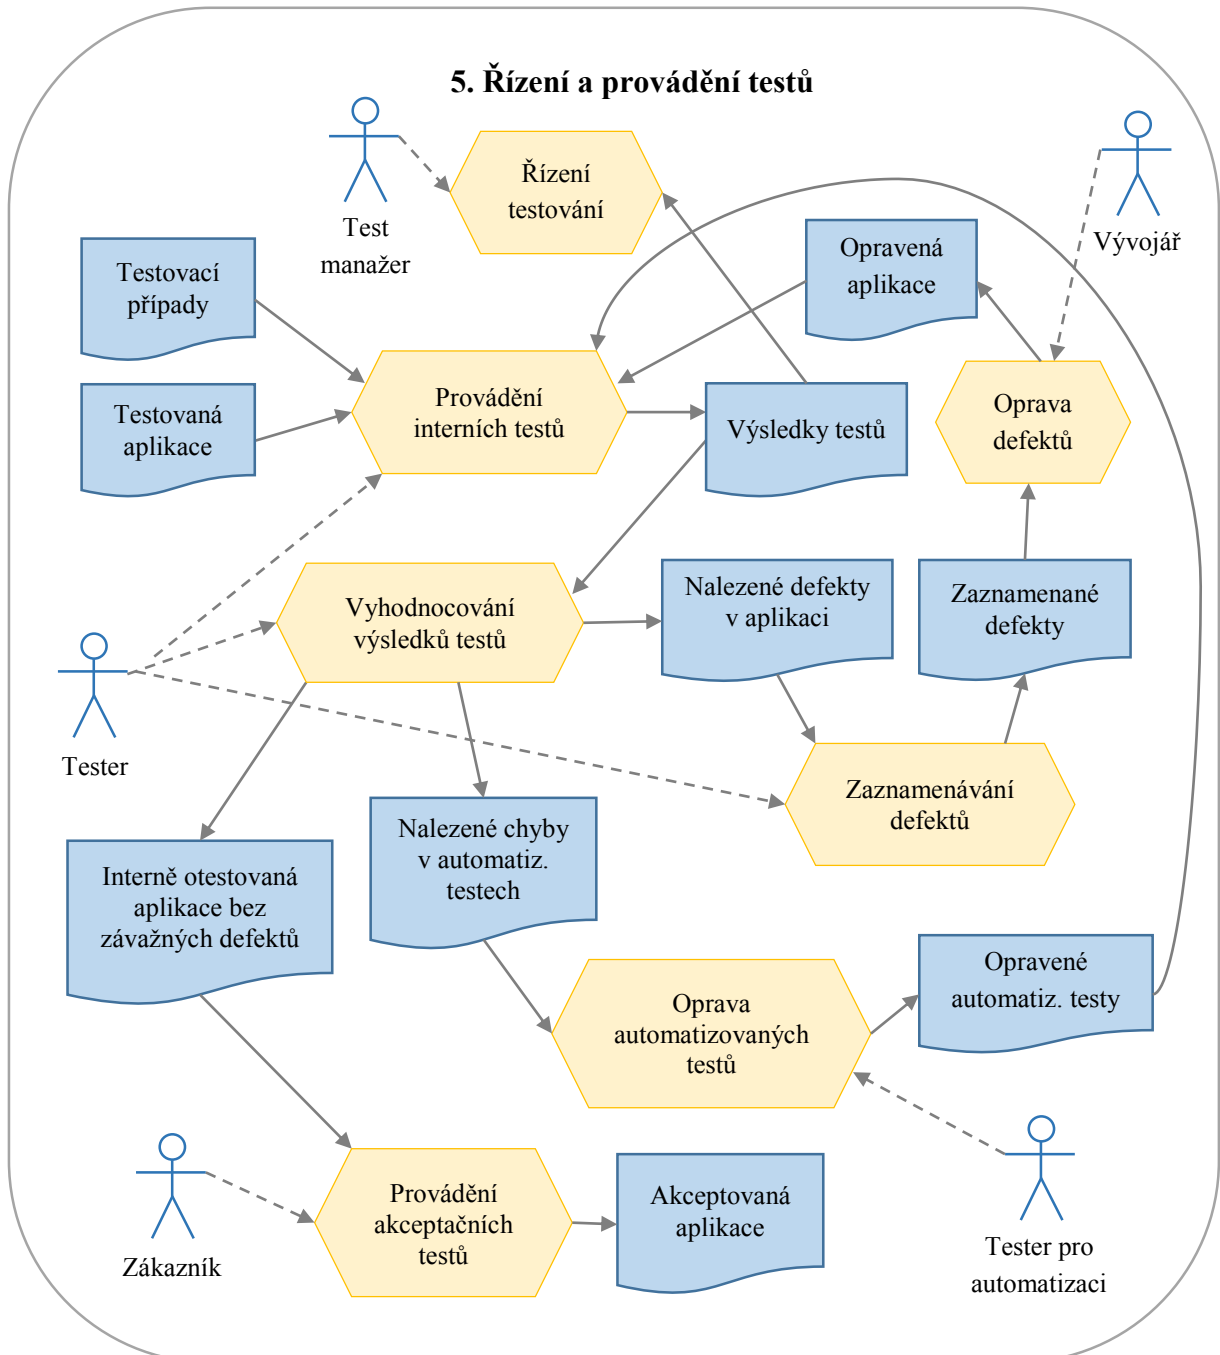 5. Řízení a provádění testů
Řízení
testování
Test
manažer
Vývojář
Testovací
případy
Opravená
aplikace
Testovaná
aplikace
Provádění
interních testů
Výsledky testů
Oprava
defektů
Vyhodnocování
výsledků testů
Nalezené defekty
v aplikaci
Zaznamenané
defekty
Tester
Zaznamenávání
defektů
Nalezené chyby
v automatiz.
testech
Interně otestovaná
aplikace bez
závažných defektů
Oprava
automatizovaných
testů
Opravené
automatiz. testy
Zákazník
Provádění
akceptačních
testů
Akceptovaná
aplikace
Tester pro
automatizaci